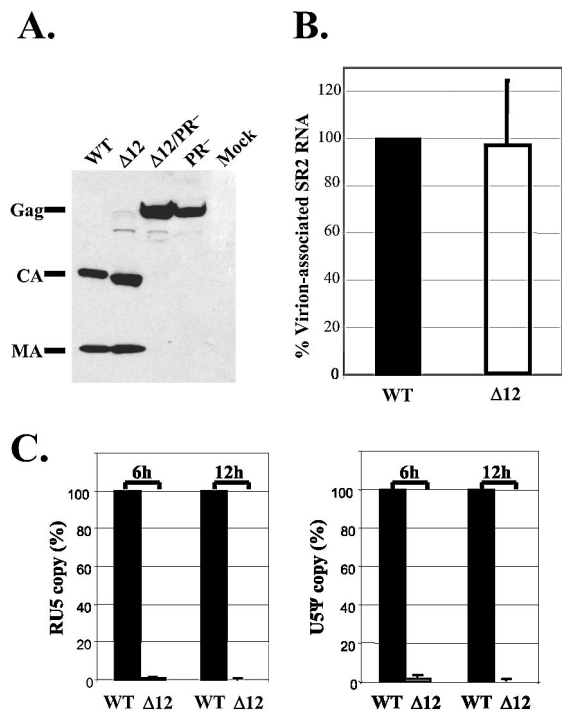 A.
WT Δ12 Δ12/PR⁻ PR⁻ Mock
Gag
CA
MA
B.
% Virion-associated SR2 RNA
120
100
80
60
40
20
0
WT Δ12
C.
6h 12h
RU5 copy (%)
100
80
60
40
20
0
WT Δ12 WT Δ12
6h 12h
U5Ψ copy (%)
100
80
60
40
20
0
WT Δ12 WT Δ12